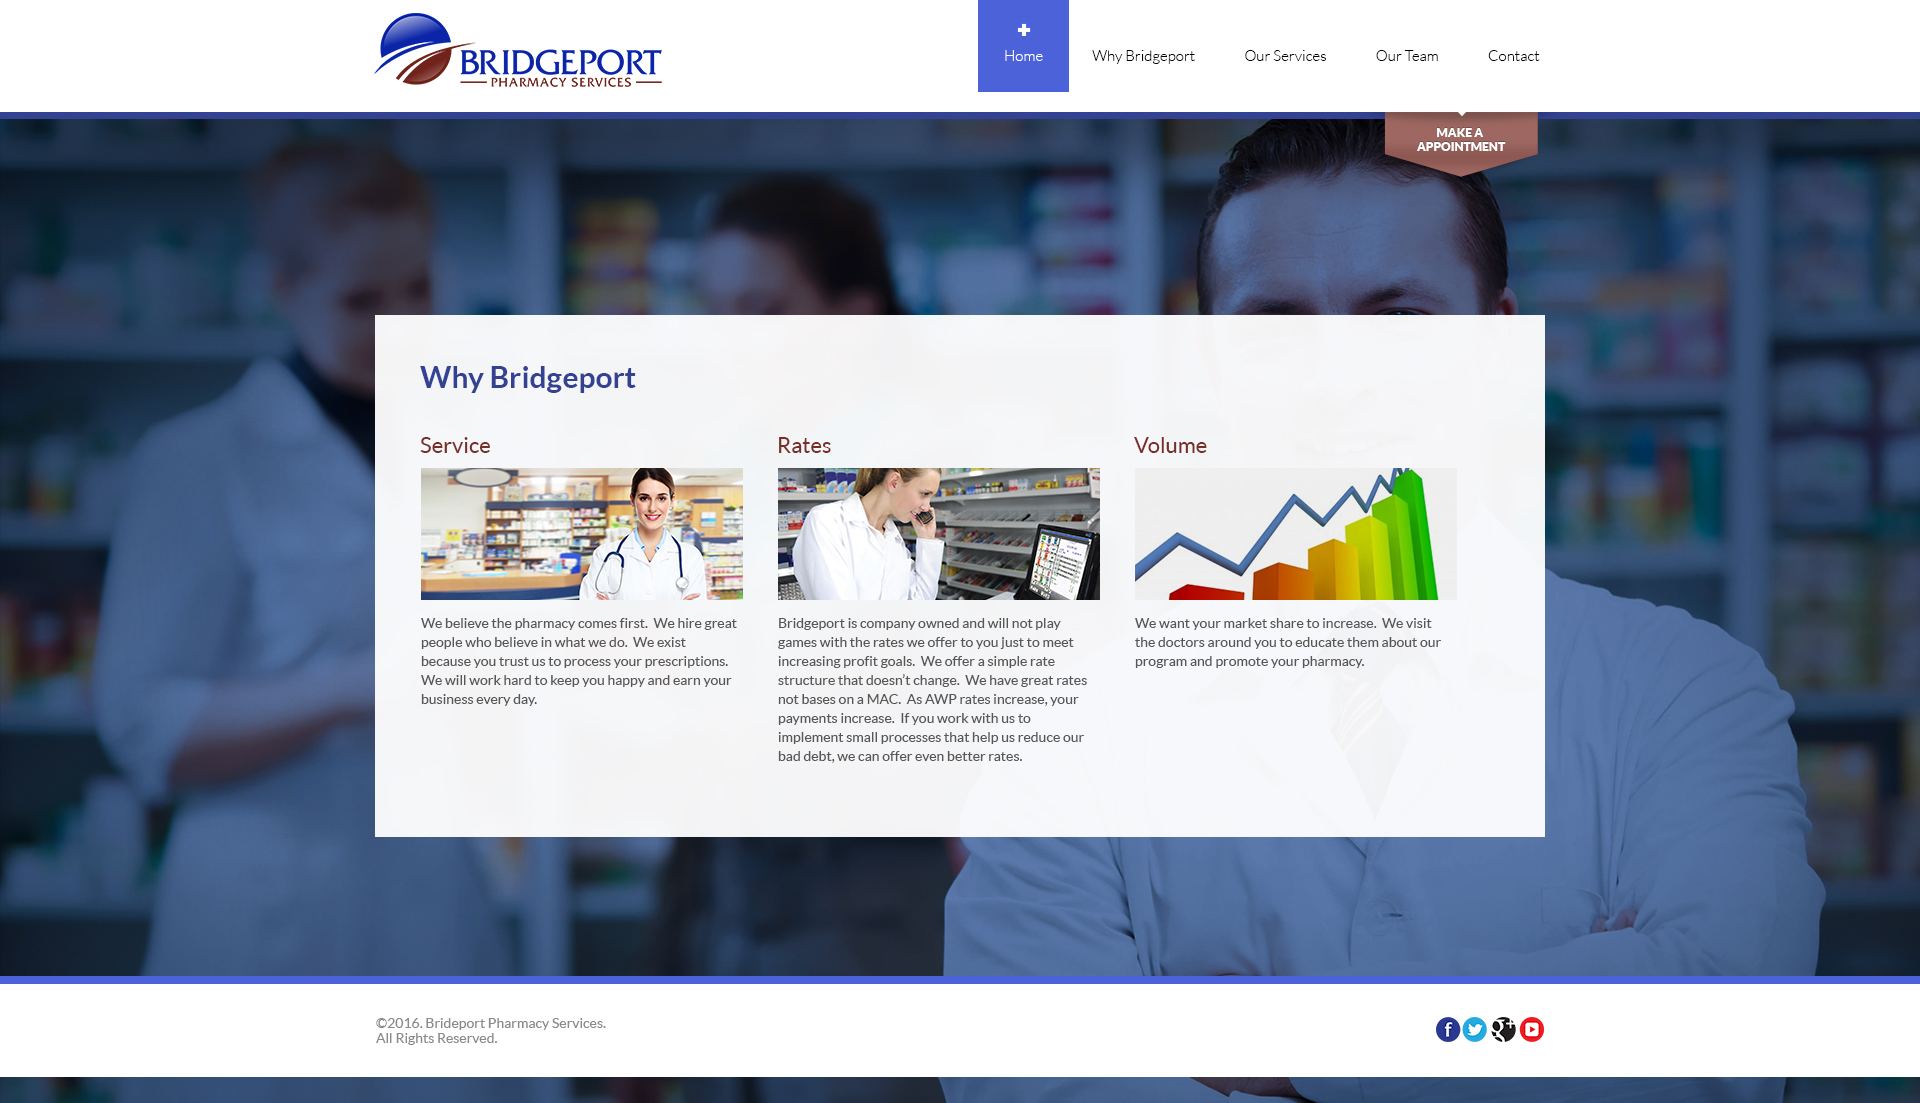 BRIDGEPORT
PHARMACY SERVICES
Home
Why Bridgeport
Our Services
Our Team
Contact
MAKE A
APPOINTMENT
Why Bridgeport
Service
We believe the pharmacy comes first.  We hire great
people who believe in what we do.  We exist
because you trust us to process your prescriptions.
We will work hard to keep you happy and earn your
business every day.
Rates
Bridgeport is company owned and will not play
games with the rates we offer to you just to meet
increasing profit goals.  We offer a simple rate
structure that doesn't change.  We have great rates
not bases on a MAC.  As AWP rates increase, your
payments increase.  If you work with us to
implement small processes that help us reduce our
bad debt, we can offer even better rates.
Volume
We want your market share to increase.  We visit
the doctors around you to educate them about our
program and promote your pharmacy.
©2016. Brideport Pharmacy Services.
All Rights Reserved.